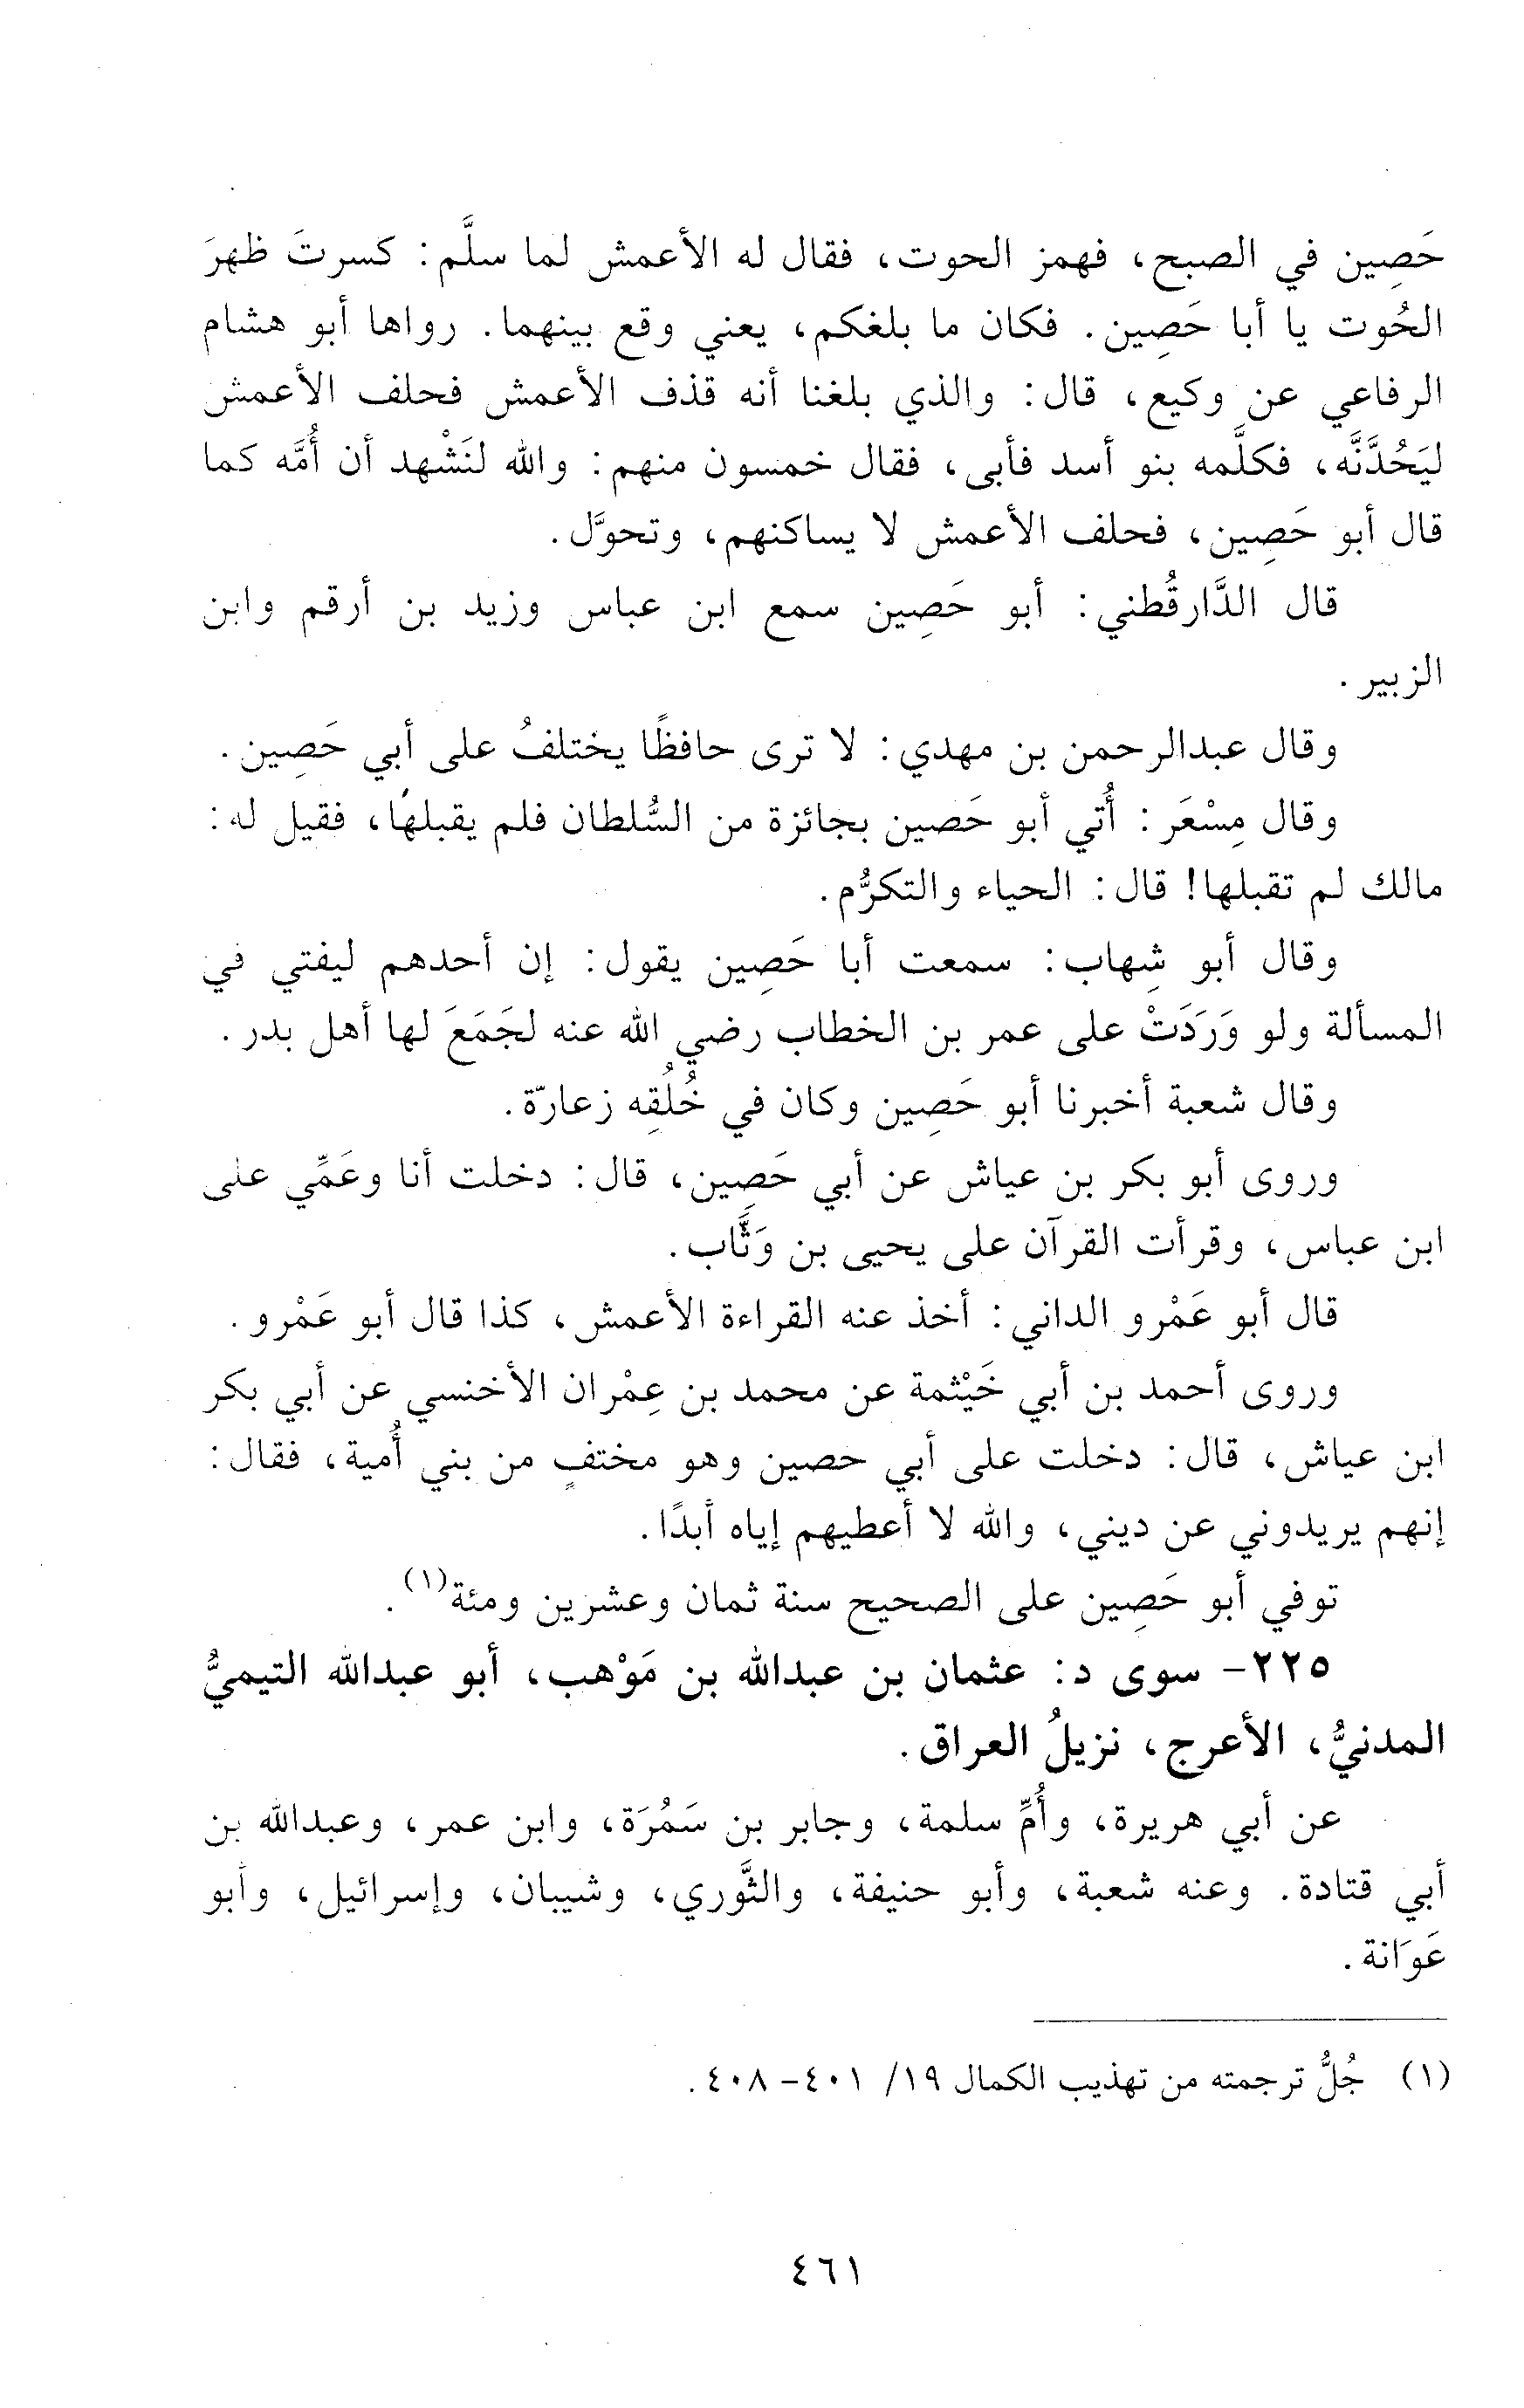 حَصِين في الصبح، فهمز الحوت، فقال له الأعمش لما سلَّم: كسرتَ ظهرَ
الحُوت يا أبا حَصِين. فكان ما بلغكم، يعني وقع بينهما. رواها أبو هشام
الرفاعي عن وكيع، قال: والذي بلغنا أنه قذف الأعمش فحلف الأعمش
ليَحُدَّنَّه، فكلَّمه بنو أسد فأبى، فقال خمسون منهم: والله لنَشْهد أن أُمَّه كما
قال أبو حَصِين، فحلف الأعمش لا يساكنهم، وتحوَّل.
قال الدَّارقُطني: أبو حَصِين سمع ابن عباس وزيد بن أرقم وابن
الزبير.
وقال عبدالرحمن بن مهدي: لا ترى حافظًا يختلفُ على أبي حَصِين.
وقال مِسْعَر: أُتي أبو حَصين بجائزة من السُّلطان فلم يقبلها، فقيل له:
مالك لم تقبلها! قال: الحياء والتكرُّم.
وقال أبو شِهاب: سمعت أبا حَصِين يقول: إن أحدهم ليفتي في
المسألة ولو وَرَدَتْ على عمر بن الخطاب رضي الله عنه لجَمَعَ لها أهل بدر.
وقال شعبة أخبرنا أبو حَصِين وكان في خُلُقِه زعارّة.
وروى أبو بكر بن عياش عن أبي حَصِين، قال: دخلت أنا وعَمِّي على
ابن عباس، وقرأت القرآن على يحيى بن وَثَّاب.
قال أبو عَمْرو الداني: أخذ عنه القراءة الأعمش، كذا قال أبو عَمْرو.
وروى أحمد بن أبي خَيْثمة عن محمد بن عِمْران الأخنسي عن أبي بكر
ابن عياش، قال: دخلت على أبي حصين وهو مختفٍ من بني أُمية، فقال:
إنهم يريدوني عن ديني، والله لا أعطيهم إياه أبدًا.
توفي أبو حَصِين على الصحيح سنة ثمان وعشرين ومئة(١).
٢٢٥- سوى د: عثمان بن عبدالله بن مَوْهب، أبو عبدالله التيميُّ
المدنيُّ، الأعرج، نزيلُ العراق.
عن أبي هريرة، وأُمِّ سلمة، وجابر بن سَمُرَة، وابن عمر، وعبدالله بن
أبي قتادة. وعنه شعبة، وأبو حنيفة، والثَّوري، وشيبان، وإسرائيل، وأبو
عَوَانة.
(١) جُلُّ ترجمته من تهذيب الكمال ١٩/ ٤٠١-٤٠٨.
٤٦١